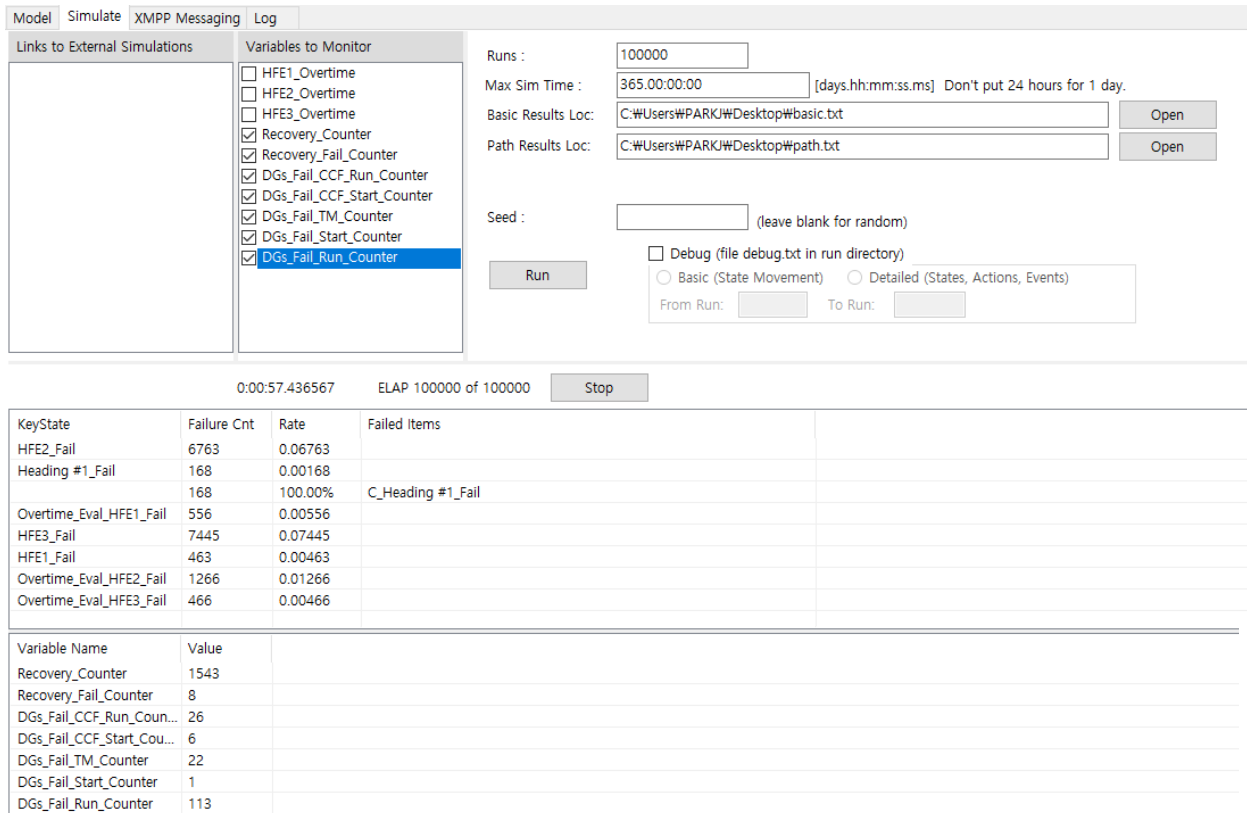 Model Simulate XMPP Messaging Log
Links to External Simulations
Variables to Monitor
HFE1_Overtime
HFE2_Overtime
HFE3_Overtime
Recovery_Counter
Recovery_Fail_Counter
DGs_Fail_CCF_Run_Counter
DGs_Fail_CCF_Start_Counter
DGs_Fail_TM_Counter
DGs_Fail_Start_Counter
DGs_Fail_Run_Counter
Runs : 100000
Max Sim Time : 365.00:00:00 [days.hh:mm:ss.ms] Don't put 24 hours for 1 day.
Basic Results Loc: C:₩Users₩PARKJ₩Desktop₩basic.txt Open
Path Results Loc: C:₩Users₩PARKJ₩Desktop₩path.txt Open
Seed : (leave blank for random)
Debug (file debug.txt in run directory)
Run
Basic (State Movement) Detailed (States, Actions, Events)
From Run: To Run:
0:00:57.436567 ELAP 100000 of 100000 Stop
KeyState Failure Cnt Rate Failed Items
HFE2_Fail 6763 0.06763
Heading #1_Fail 168 0.00168
168 100.00% C_Heading #1_Fail
Overtime_Eval_HFE1_Fail 556 0.00556
HFE3_Fail 7445 0.07445
HFE1_Fail 463 0.00463
Overtime_Eval_HFE2_Fail 1266 0.01266
Overtime_Eval_HFE3_Fail 466 0.00466
Variable Name Value
Recovery_Counter 1543
Recovery_Fail_Counter 8
DGs_Fail_CCF_Run_Coun... 26
DGs_Fail_CCF_Start_Cou... 6
DGs_Fail_TM_Counter 22
DGs_Fail_Start_Counter 1
DGs_Fail_Run_Counter 113